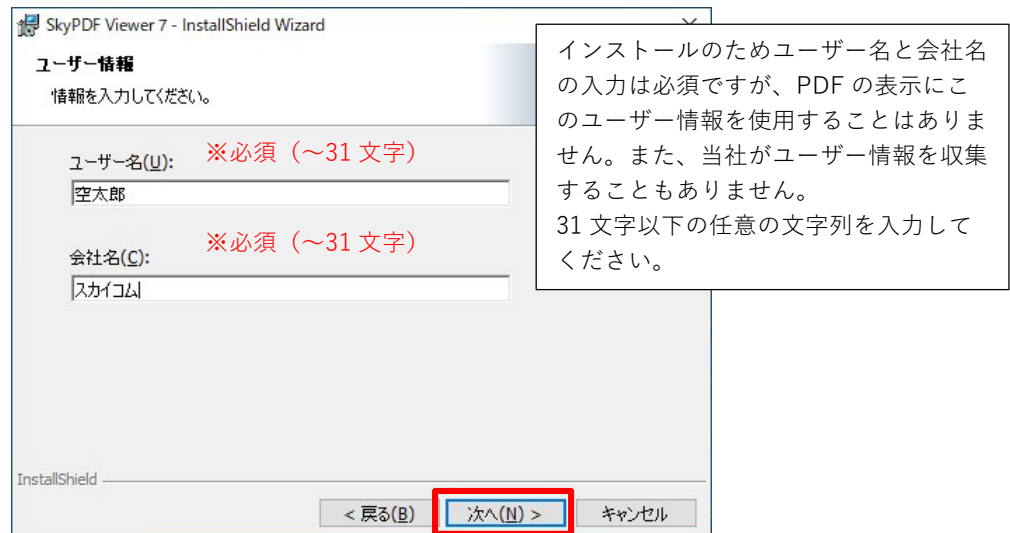 SkyPDF Viewer 7 - InstallShield Wizard
ユーザー情報
情報を入力してください。
ユーザー名(U):
※必須（～31 文字）
空太郎
会社名(C):
※必須（～31 文字）
スカイコム
InstallShield
< 戻る(B)
次へ(N) >
キャンセル
インストールのためユーザー名と会社名
の入力は必須ですが、PDF の表示にこ
のユーザー情報を使用することはありま
せん。また、当社がユーザー情報を収集
することもありません。
31 文字以下の任意の文字列を入力して
ください。